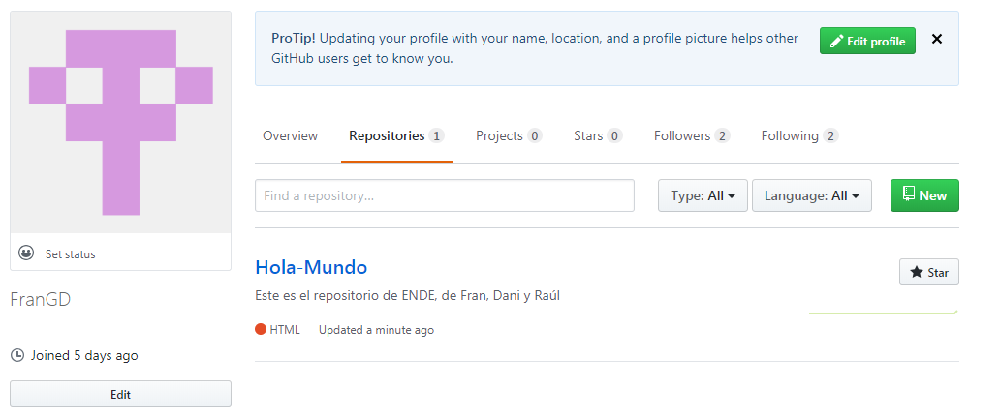 ProTip! Updating your profile with your name, location, and a profile picture helps other
GitHub users get to know you.
Edit profile
Overview Repositories 1 Projects 0 Stars 0 Followers 2 Following 2
Find a repository...
Type: All
Language: All
New
Set status
FranGD
Joined 5 days ago
Edit
Hola-Mundo
Star
Este es el repositorio de ENDE, de Fran, Dani y Raúl
HTML Updated a minute ago